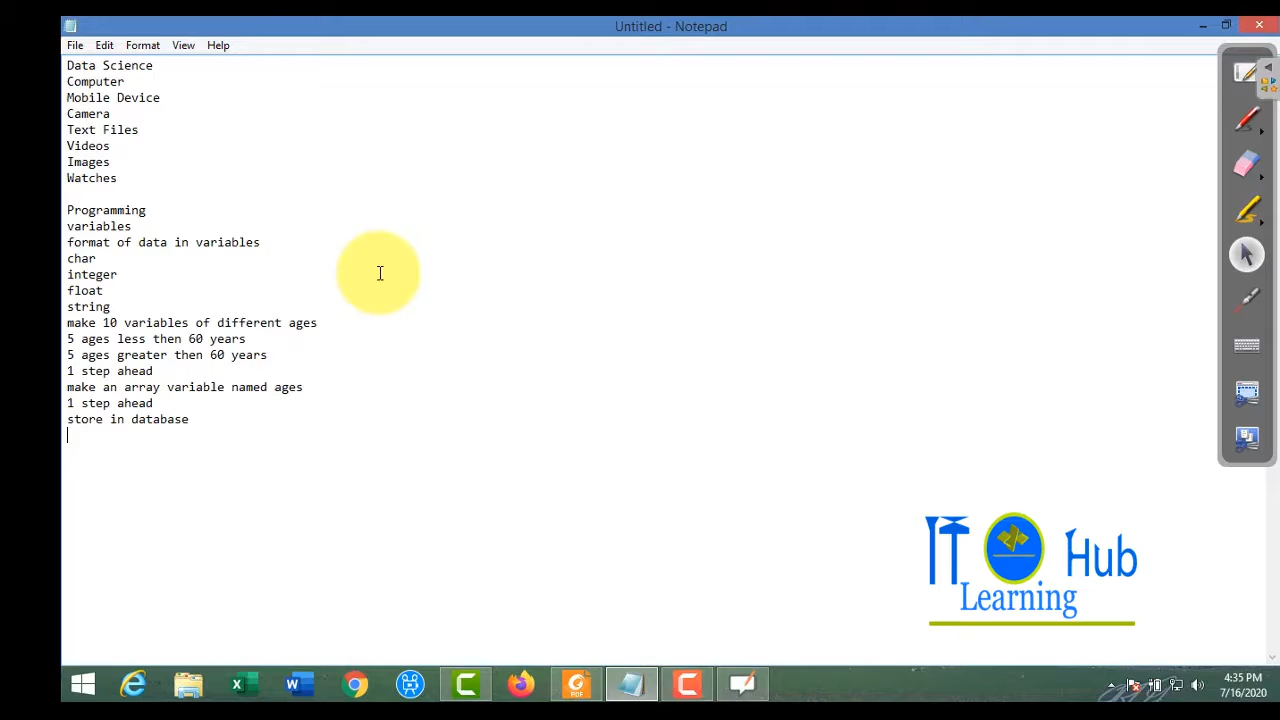 Untitled - Notepad
File Edit Format View Help
Data Science
Computer
Mobile Device
Camera
Text Files
Videos
Images
Watches
Programming
variables
format of data in variables
char
integer
float
string
make 10 variables of different ages
5 ages less then 60 years
5 ages greater then 60 years
1 step ahead
make an array variable named ages
1 step ahead
store in database
IT Hub
Learning
4:35 PM
7/16/2020